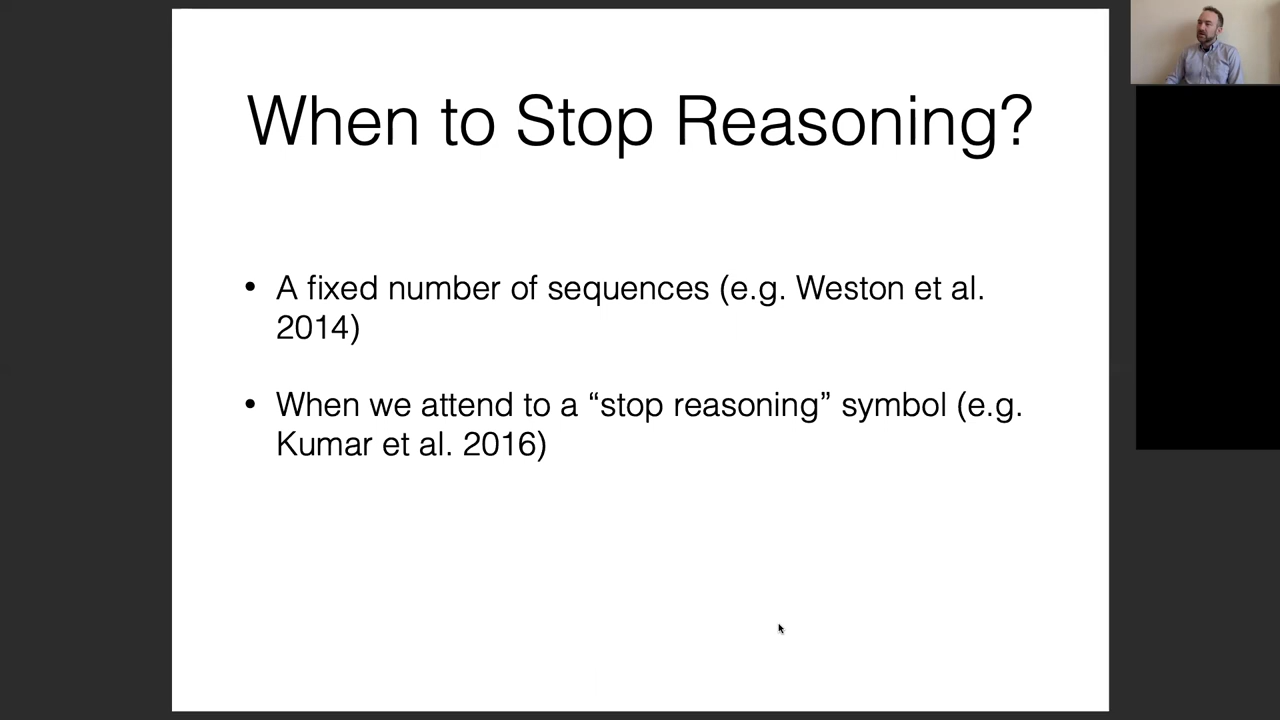 When to Stop Reasoning?
• A fixed number of sequences (e.g. Weston et al.
2014)
• When we attend to a “stop reasoning” symbol (e.g.
Kumar et al. 2016)